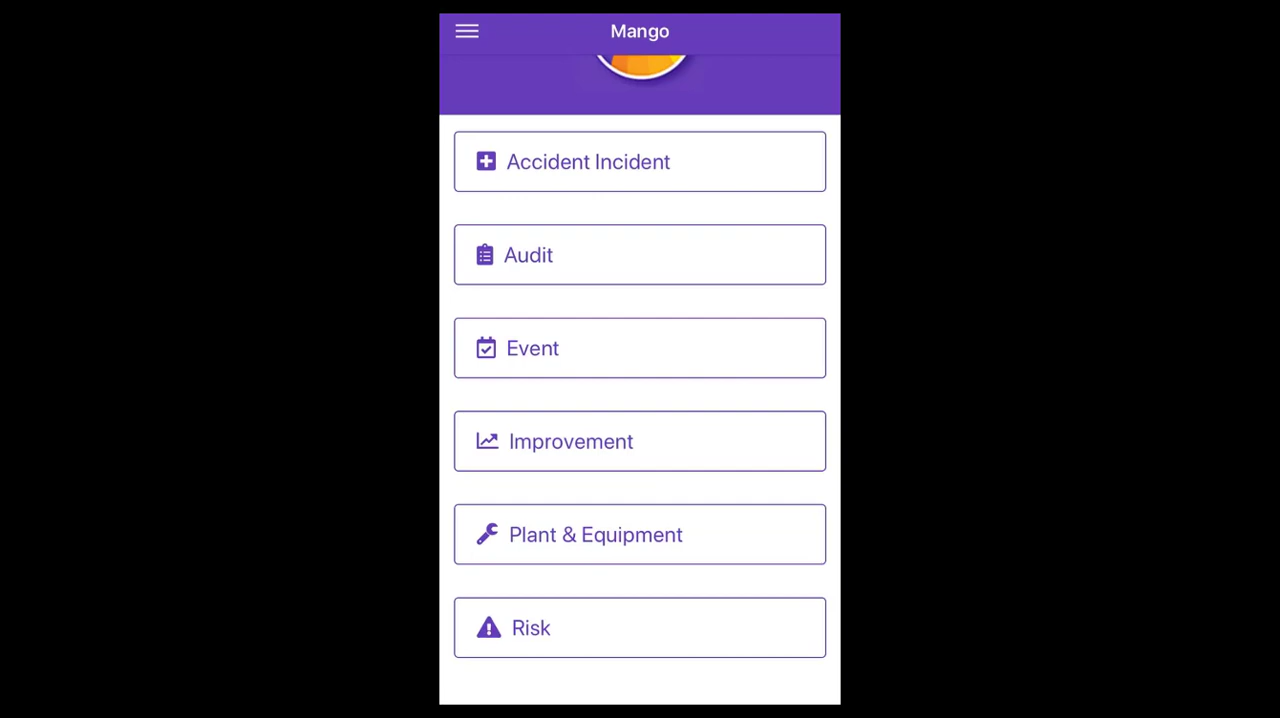 Mango
Accident Incident
Audit
Event
Improvement
Plant & Equipment
Risk